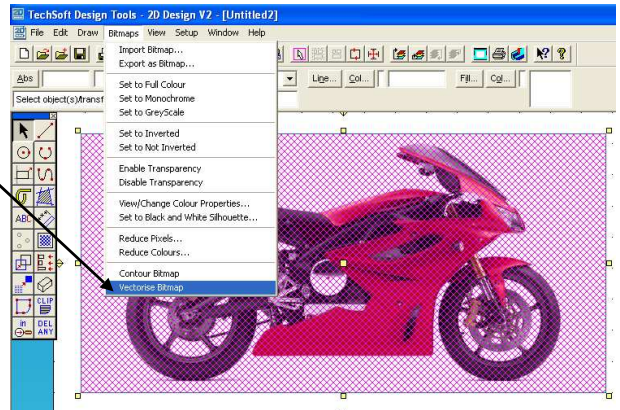 TechSoft Design Tools - 2D Design V2 - [Untitled2]
File Edit Draw Bitmaps View Setup Window Help
Import Bitmap...
Export as Bitmap...
Abs
Line... Col...
Fill... Col...
Set to Full Colour
Select object(s)/transf
Set to Monochrome
Set to GreyScale
Set to Inverted
Set to Not Inverted
Enable Transparency
Disable Transparency
View/Change Colour Properties...
ABC
Set to Black and White Silhouette...
Reduce Pixels...
Reduce Colours...
Contour Bitmap
Vectorise Bitmap
CLIP
in DEL
ANY